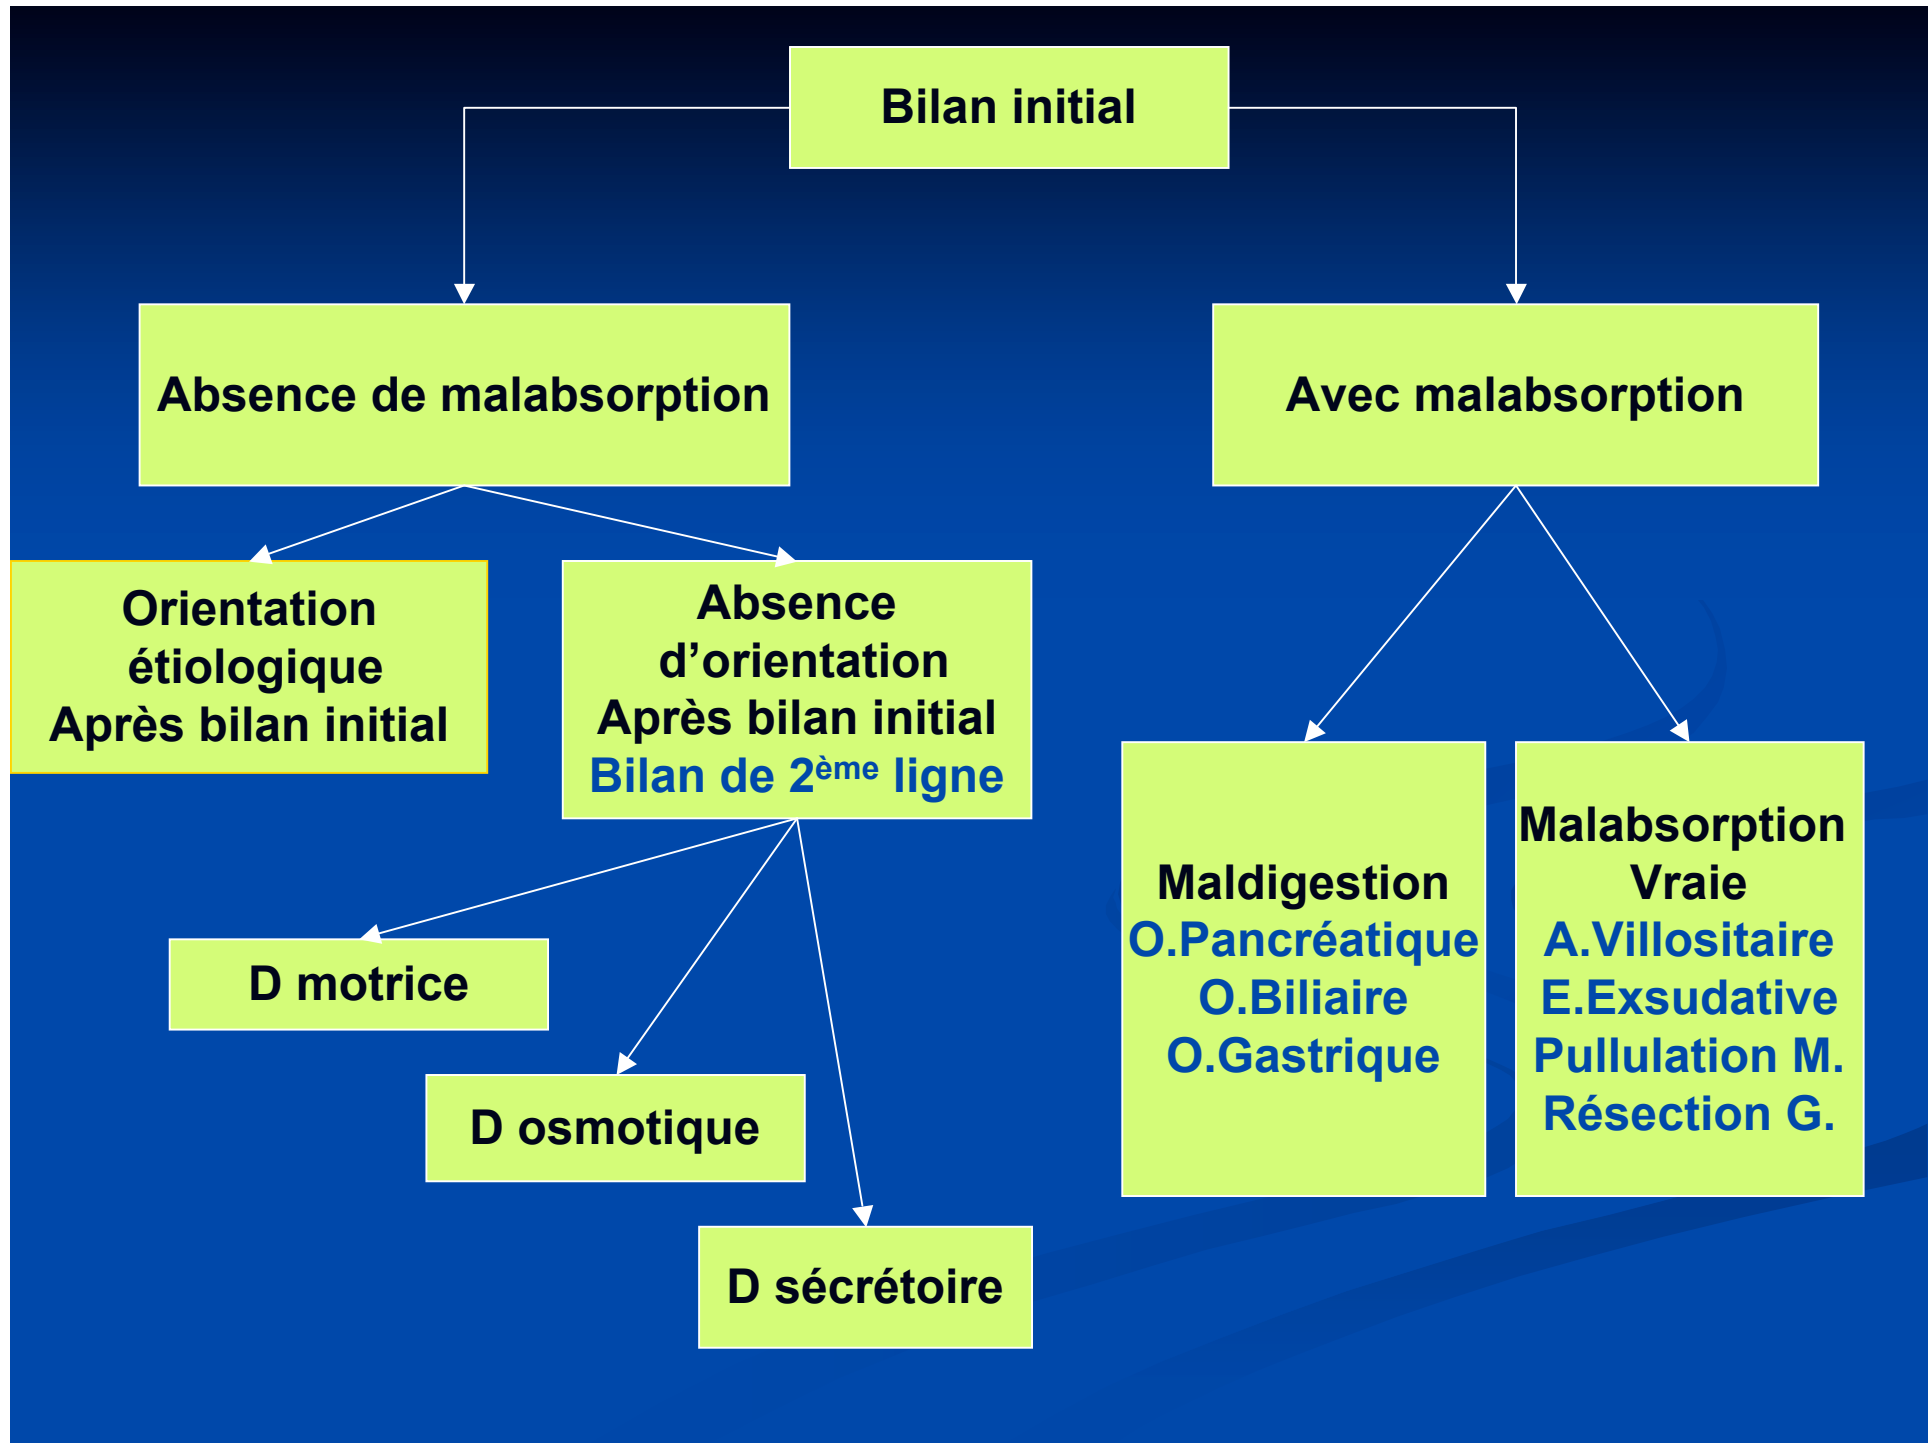 Bilan initial
Absence de malabsorption
Avec malabsorption
Orientation
étiologique
Après bilan initial
Absence
d’orientation
Après bilan initial
Bilan de 2ème ligne
D motrice
D osmotique
D sécrétoire
Maldigestion
O.Pancréatique
O.Biliaire
O.Gastrique
Malabsorption
Vraie
A.Villositaire
E.Exsudative
Pullulation M.
Résection G.